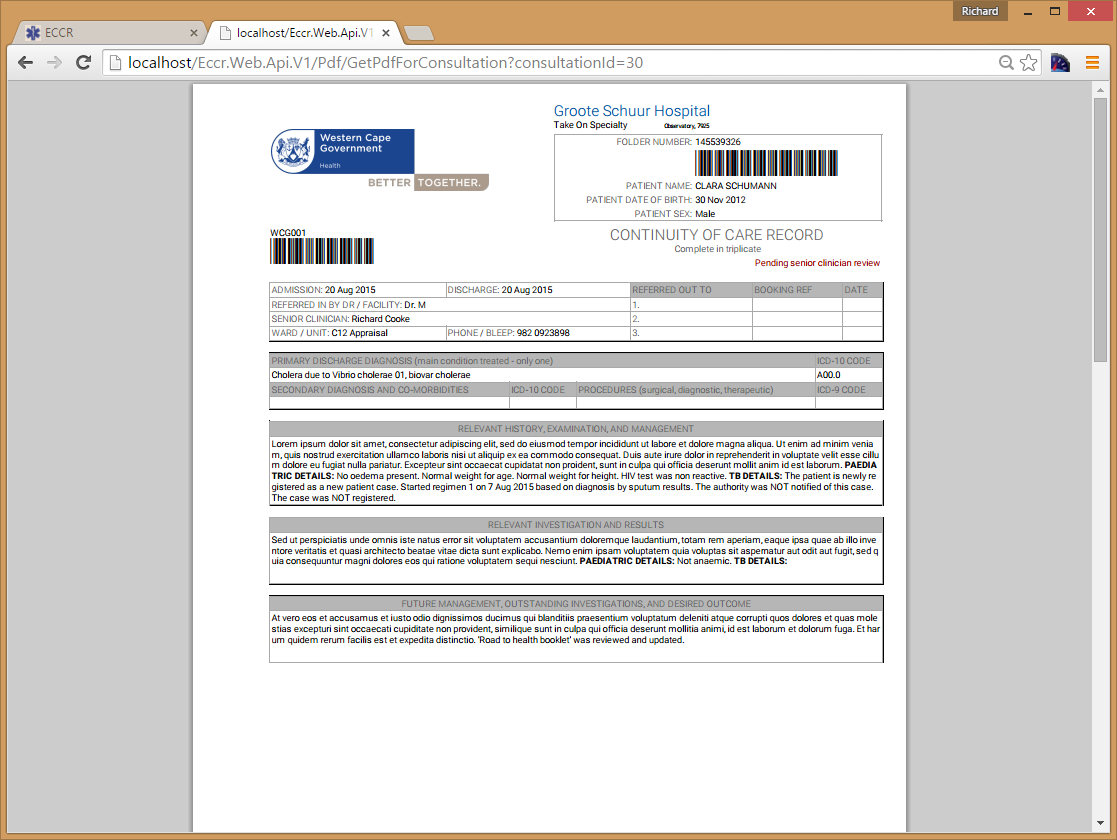 Richard
ECCR
localhost/Eccr.Web.Api.V1
localhost/Eccr.Web.Api.V1/Pdf/GetPdfForConsultation?consultationId=30
Groote Schuur Hospital
Take On Specialty Observatory, 7925
Western Cape
Government
Health
BETTER TOGETHER.
FOLDER NUMBER: 145539326
PATIENT NAME: CLARA SCHUMANN
PATIENT DATE OF BIRTH: 30 Nov 2012
PATIENT SEX: Male
WCG001
CONTINUITY OF CARE RECORD
Complete in triplicate
Pending senior clinician review
ADMISSION: 20 Aug 2015 DISCHARGE: 20 Aug 2015 REFERRED OUT TO BOOKING REF DATE
REFERRED IN BY DR / FACILITY: Dr. M 1.
SENIOR CLINICIAN: Richard Cooke 2.
WARD / UNIT: C12 Appraisal PHONE / BLEEP: 982 0923898 3.
PRIMARY DISCHARGE DIAGNOSIS (main condition treated - only one) ICD-10 CODE
Cholera due to Vibrio cholerae 01, biovar cholerae A00.0
SECONDARY DIAGNOSIS AND CO-MORBIDITIES ICD-10 CODE PROCEDURES (surgical, diagnostic, therapeutic) ICD-9 CODE
RELEVANT HISTORY, EXAMINATION, AND MANAGEMENT
Lorem ipsum dolor sit amet, consectetur adipiscing elit, sed do eiusmod tempor incididunt ut labore et dolore magna aliqua. Ut enim ad minim venia
m, quis nostrud exercitation ullamco laboris nisi ut aliquip ex ea commodo consequat. Duis aute irure dolor in reprehenderit in voluptate velit esse cillu
m dolore eu fugiat nulla pariatur. Excepteur sint occaecat cupidatat non proident, sunt in culpa qui officia deserunt mollit anim id est laborum. PAEDIA
TRIC DETAILS: No oedema present. Normal weight for age. Normal weight for height. HIV test was non reactive. TB DETAILS: The patient is newly re
gistered as a new patient case. Started regimen 1 on 7 Aug 2015 based on diagnosis by sputum results. The authority was NOT notified of this case.
The case was NOT registered.
RELEVANT INVESTIGATION AND RESULTS
Sed ut perspiciatis unde omnis iste natus error sit voluptatem accusantium doloremque laudantium, totam rem aperiam, eaque ipsa quae ab illo inve
ntore veritatis et quasi architecto beatae vitae dicta sunt explicabo. Nemo enim ipsam voluptatem quia voluptas sit aspernatur aut odit aut fugit, sed q
uia consequuntur magni dolores eos qui ratione voluptatem sequi nesciunt. PAEDIATRIC DETAILS: Not anaemic. TB DETAILS:
FUTURE MANAGEMENT, OUTSTANDING INVESTIGATIONS, AND DESIRED OUTCOME
At vero eos et accusamus et iusto odio dignissimos ducimus qui blanditiis praesentium voluptatum deleniti atque corrupti quos dolores et quas mole
stias excepturi sint occaecati cupiditate non provident, similique sunt in culpa qui officia deserunt mollitia animi, id est laborum et dolorum fuga. Et har
um quidem rerum facilis est et expedita distinctio. 'Road to health booklet' was reviewed and updated.